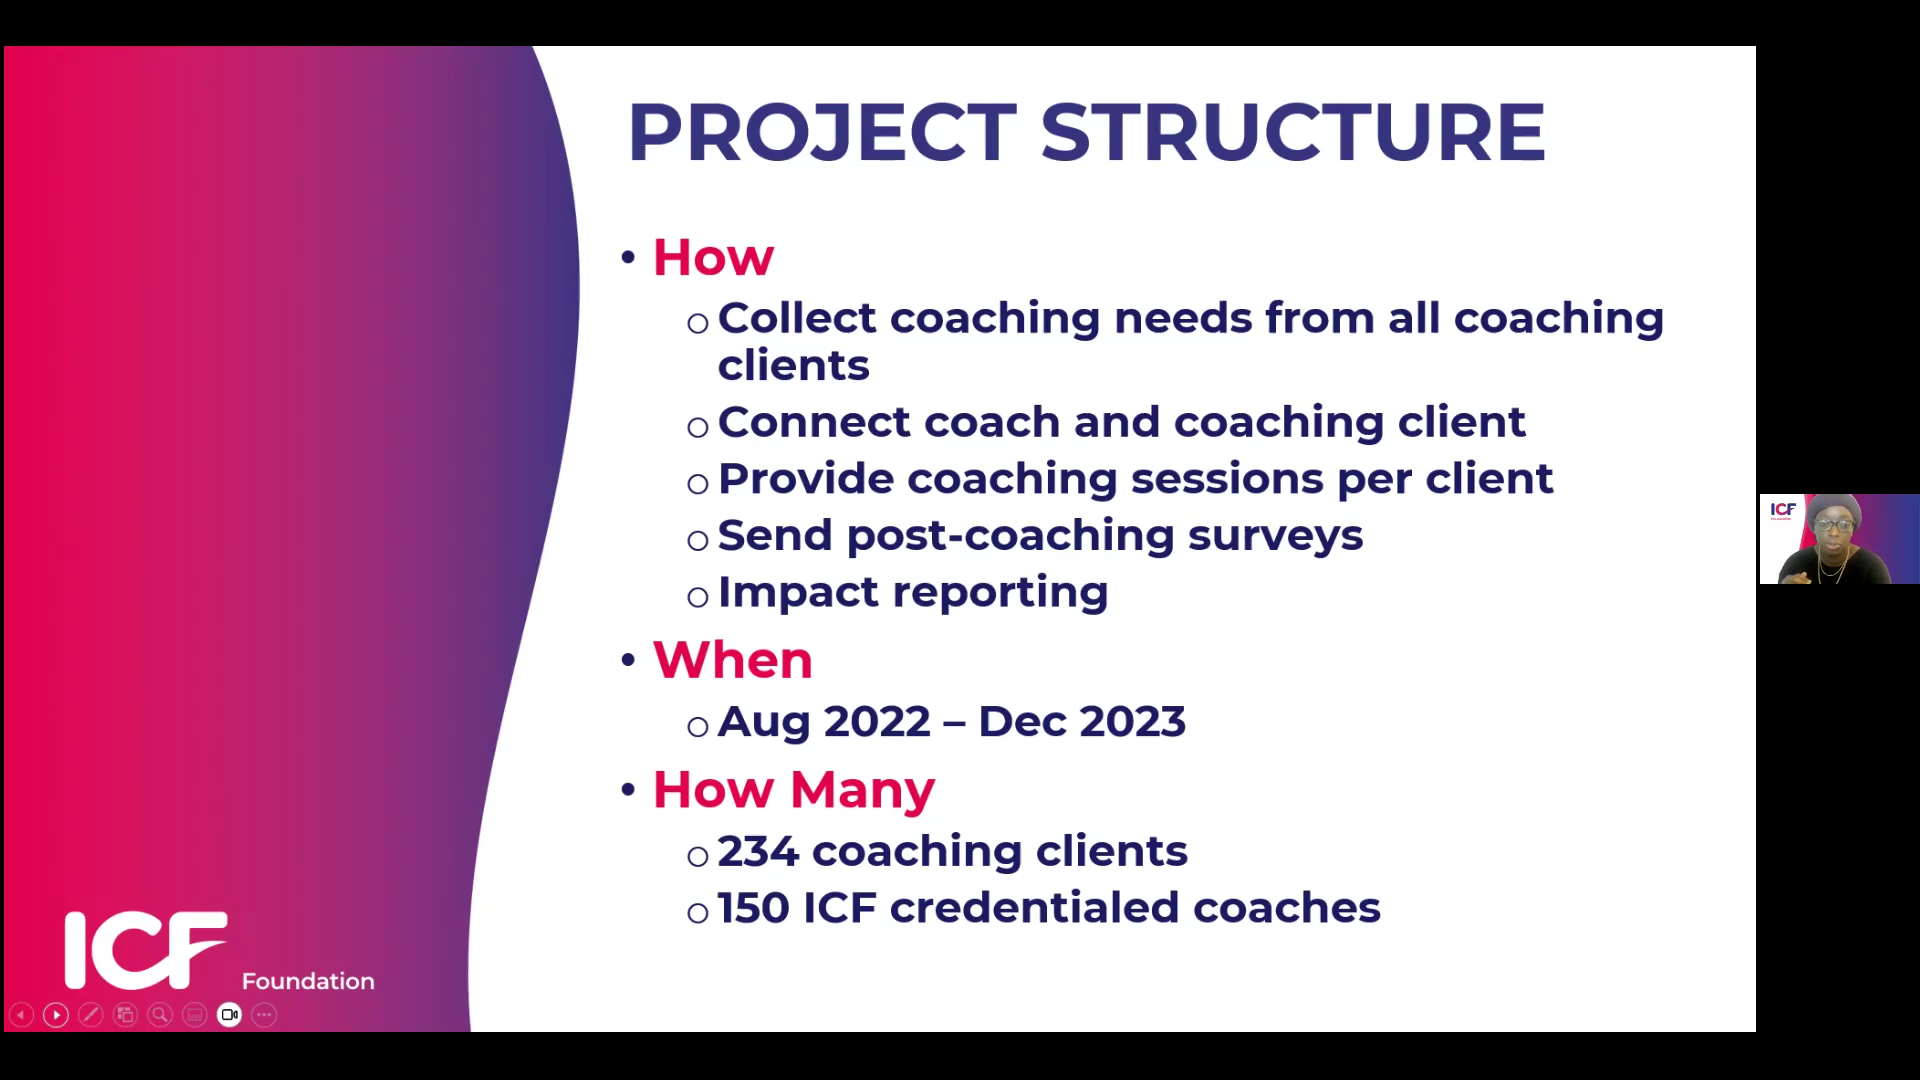 PROJECT STRUCTURE
• How
o Collect coaching needs from all coaching
clients
o Connect coach and coaching client
o Provide coaching sessions per client
o Send post-coaching surveys
o Impact reporting
• When
o Aug 2022 – Dec 2023
• How Many
o 234 coaching clients
o 150 ICF credentialed coaches
ICF
Foundation
ICF